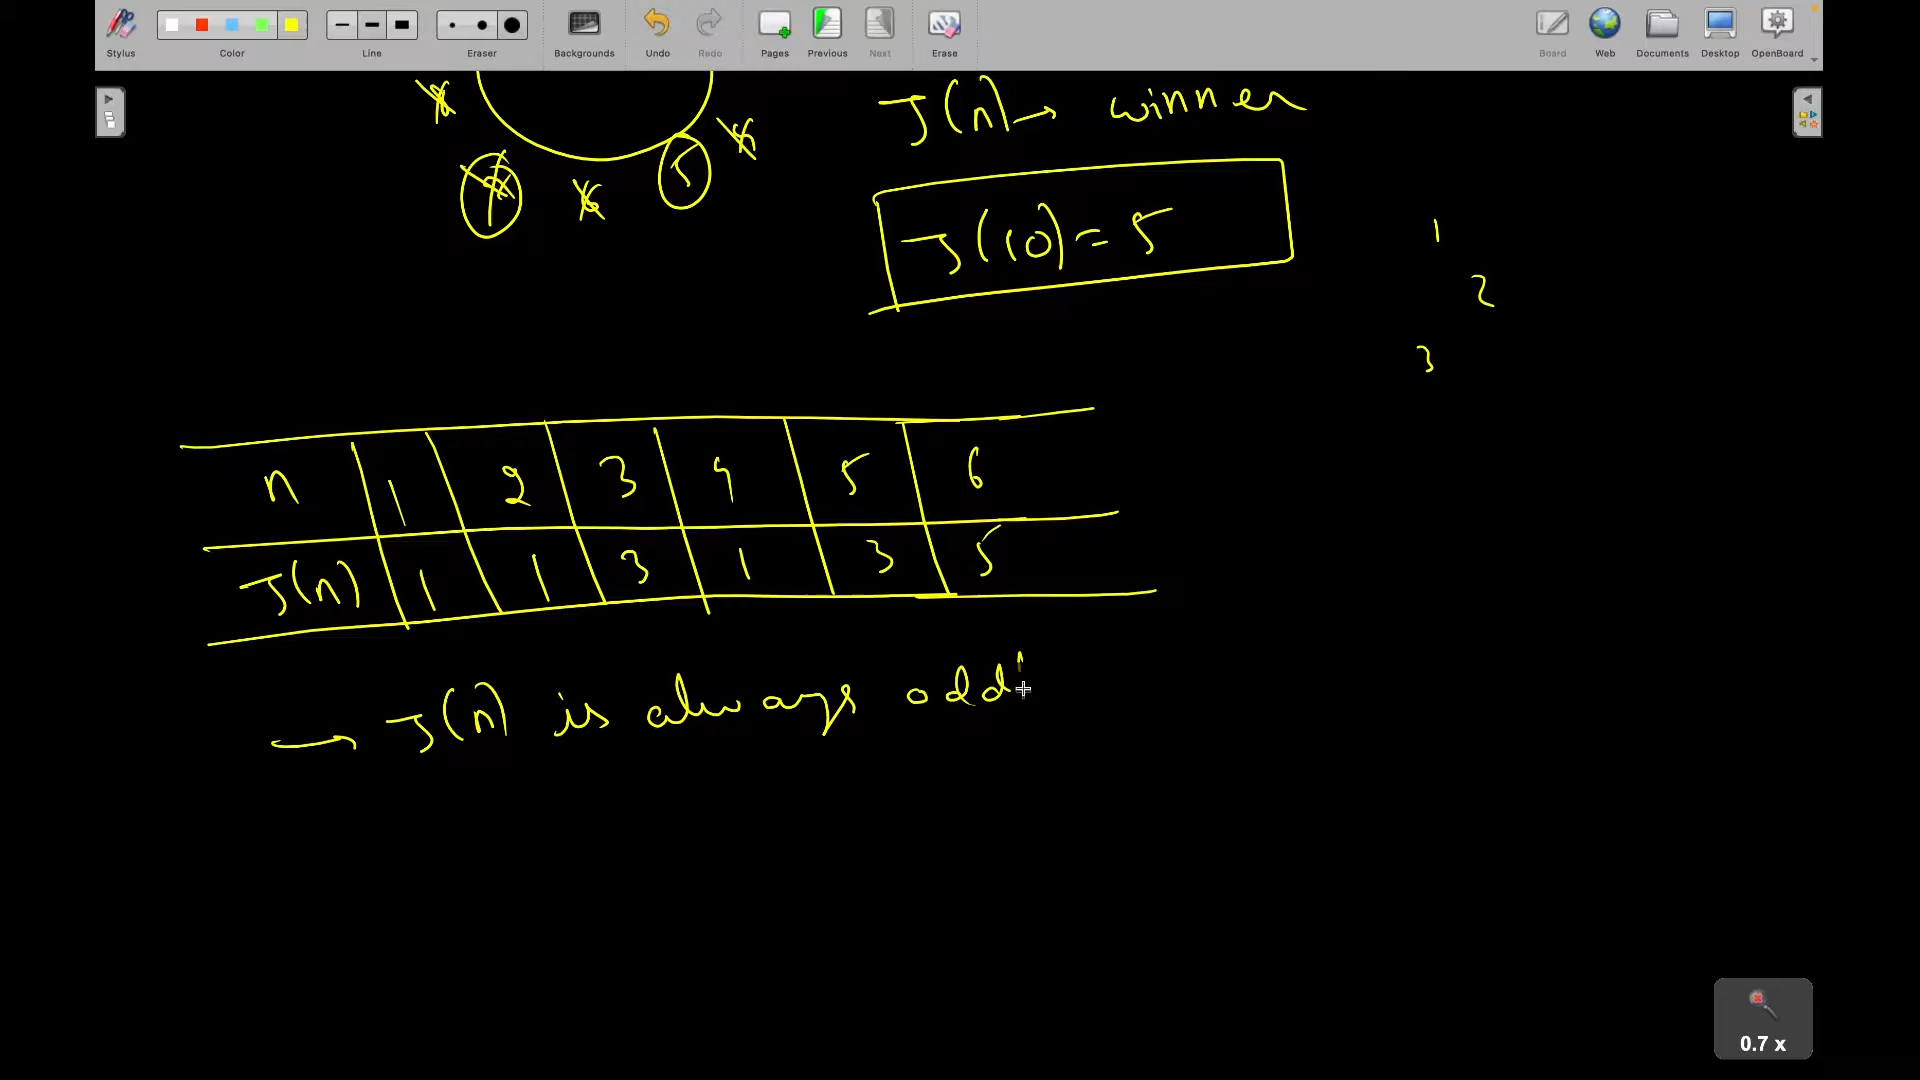 Stylus Color Line Eraser Backgrounds Undo Redo Pages Previous Next Erase Board Web Documents Desktop OpenBoard
J(n) → winner
5
J(10) = 5
1
2
3
n 1 2 3 4 5 6
J(n) 1 1 3 1 3 5
→ J(n) is always odd!
0.7 x